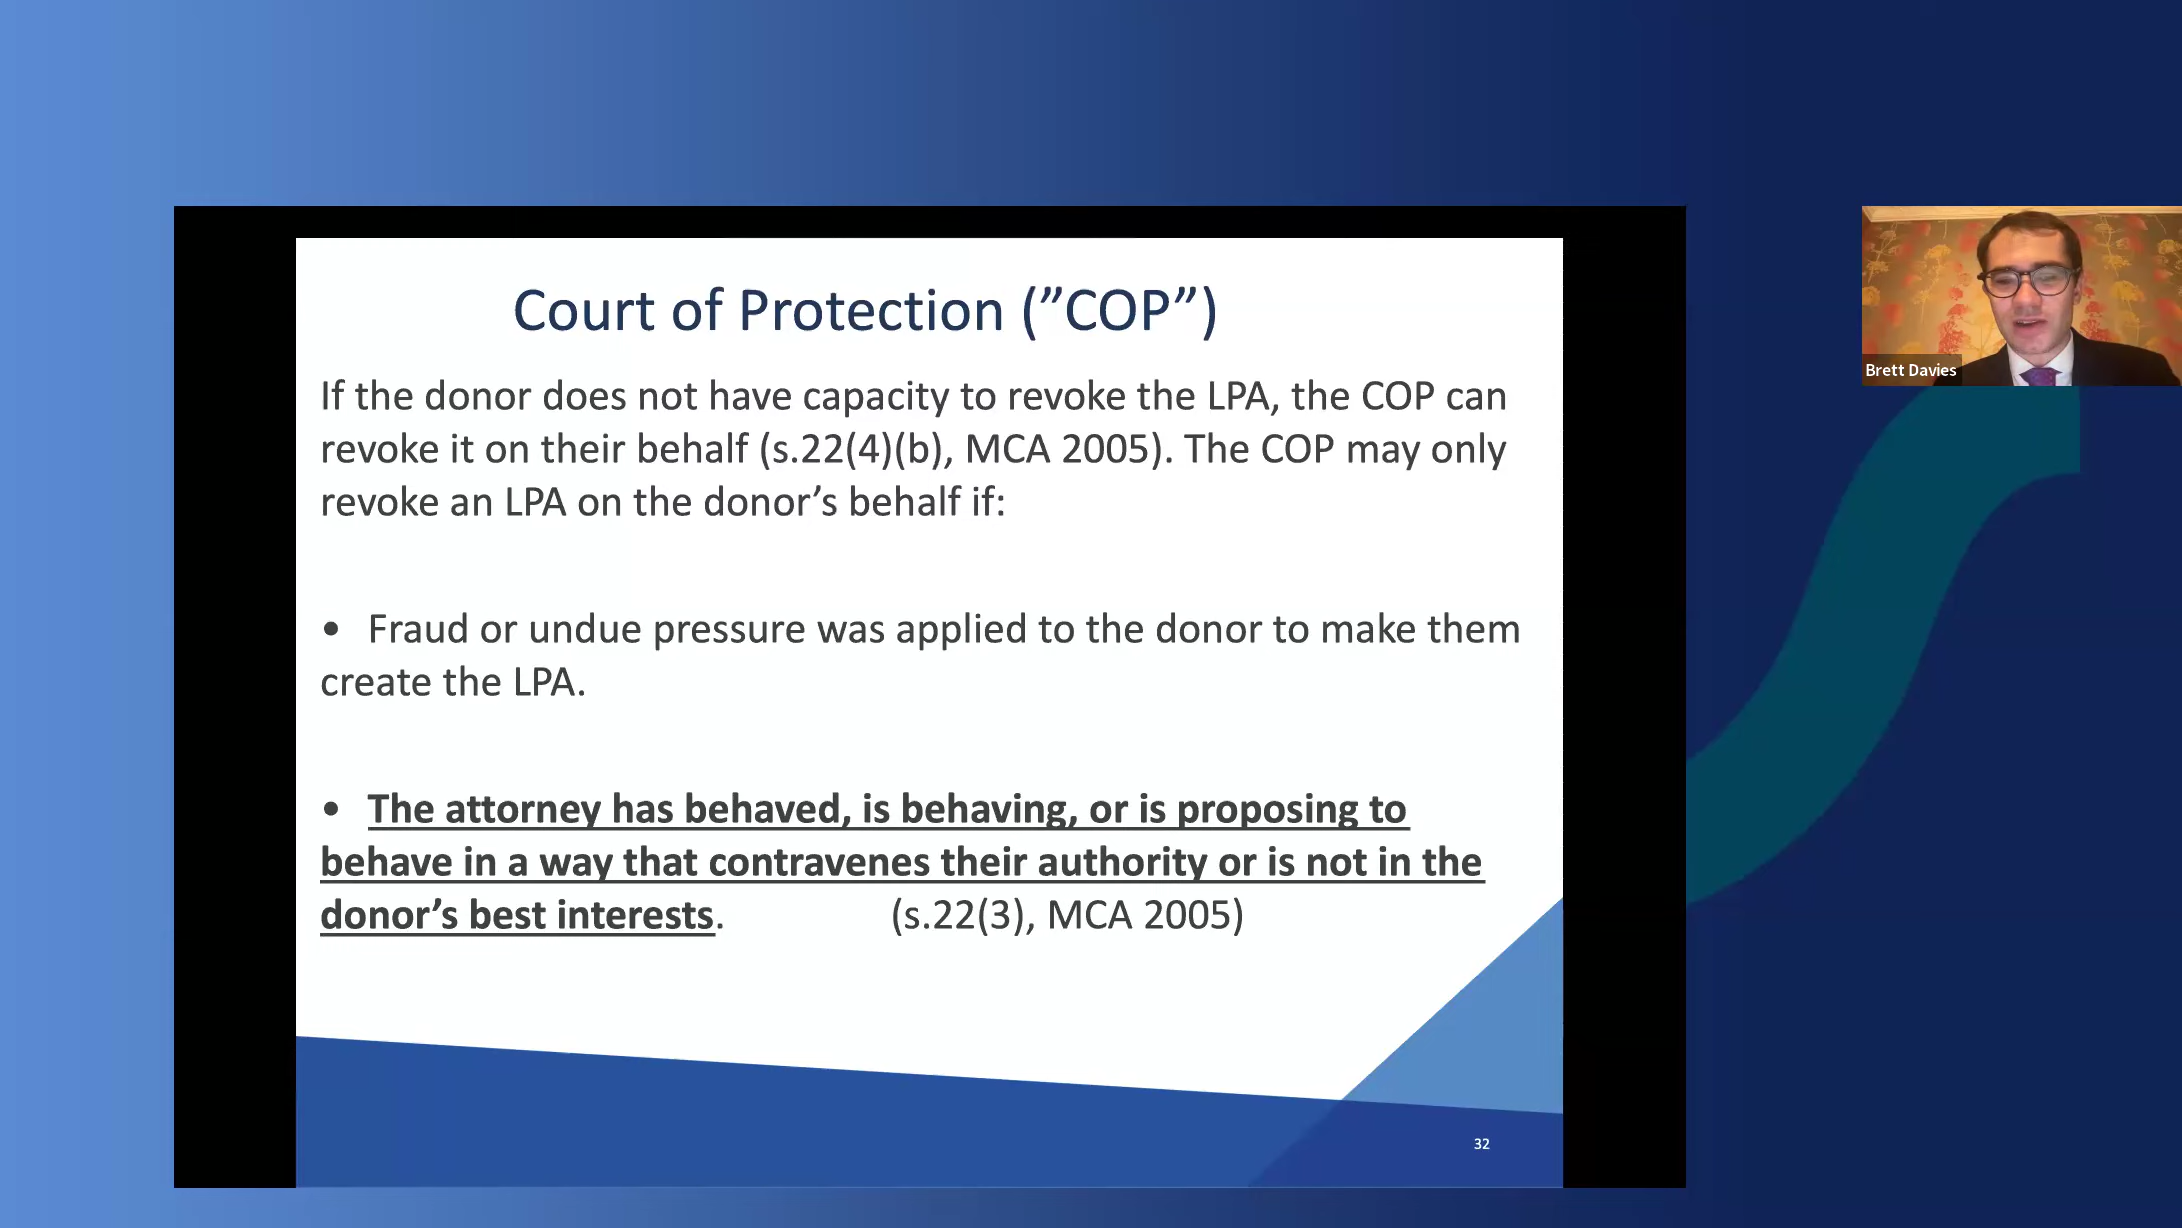 Court of Protection (”COP”)
If the donor does not have capacity to revoke the LPA, the COP can
revoke it on their behalf (s.22(4)(b), MCA 2005). The COP may only
revoke an LPA on the donor’s behalf if:
• Fraud or undue pressure was applied to the donor to make them
create the LPA.
• The attorney has behaved, is behaving, or is proposing to
behave in a way that contravenes their authority or is not in the
donor’s best interests. (s.22(3), MCA 2005)
32
Brett Davies